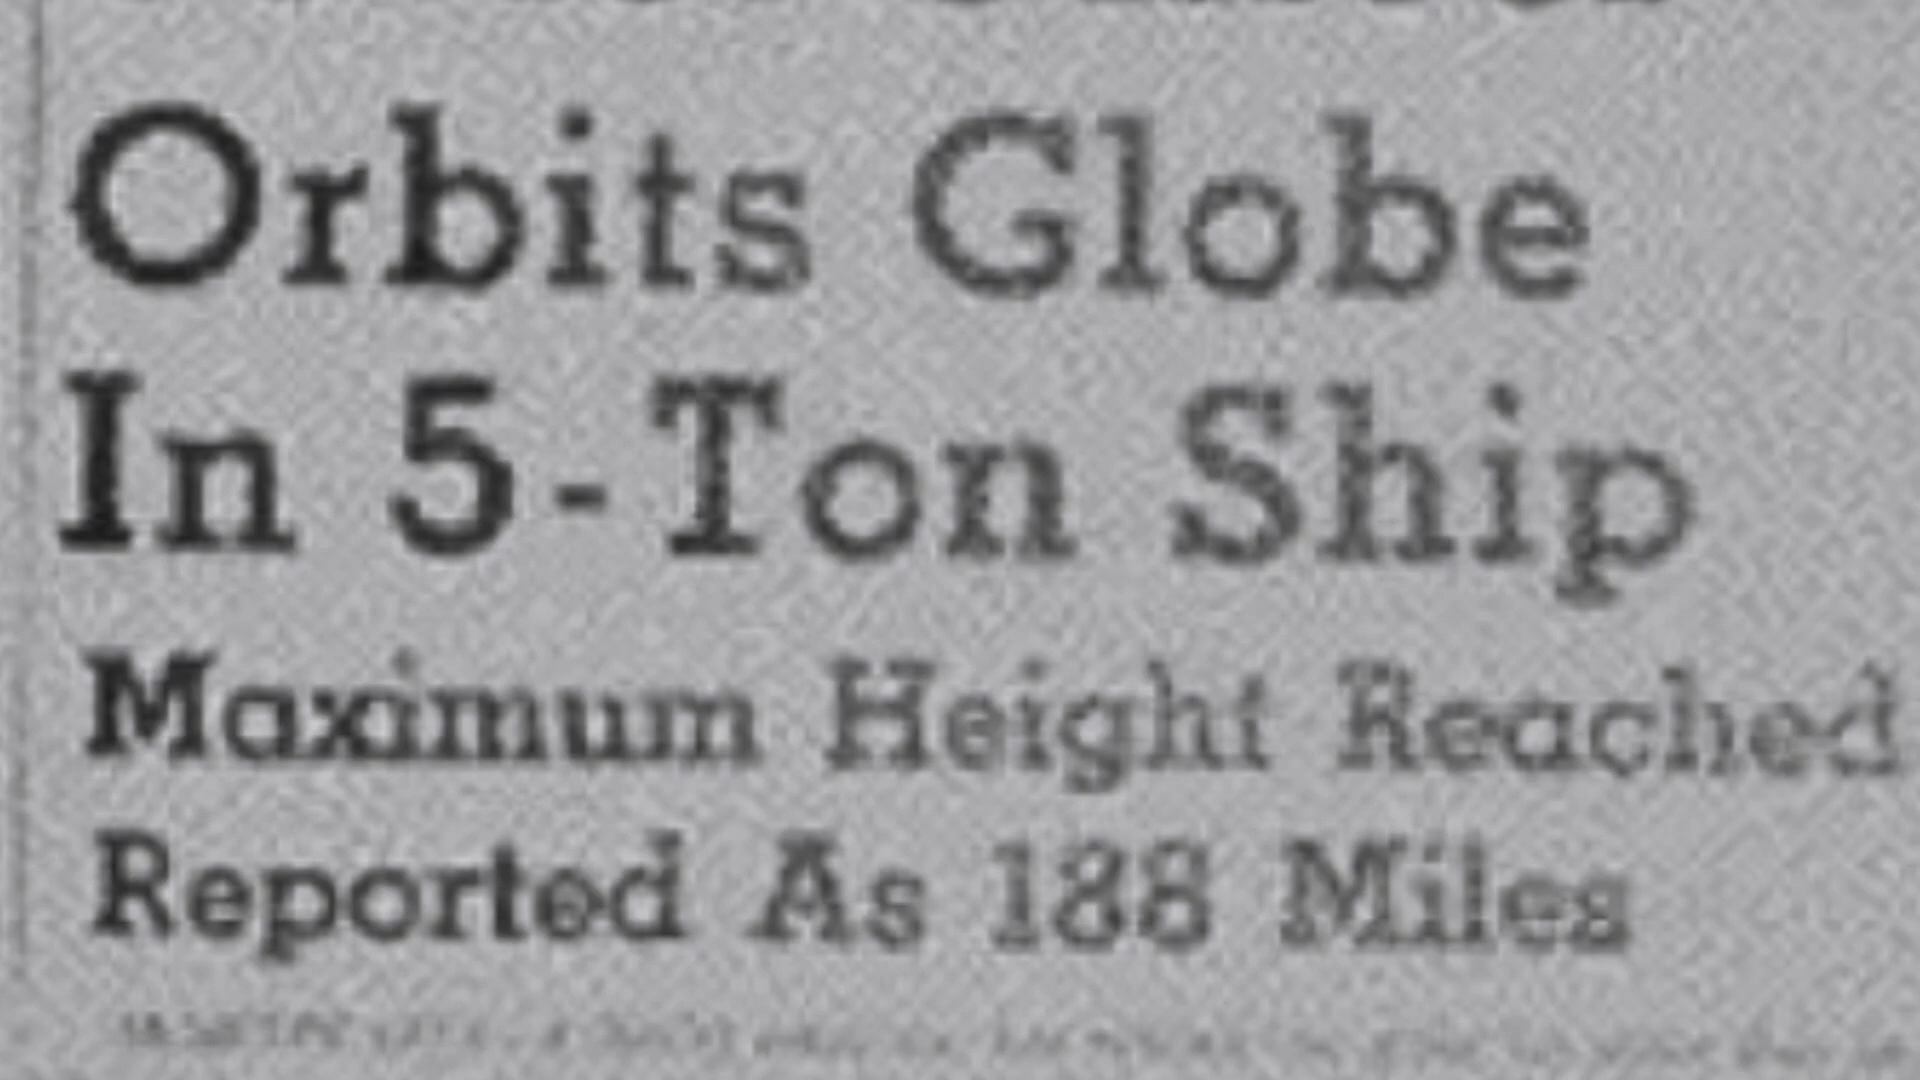 Orbits Globe
In 5-Ton Ship
Maximum Height Reached
Reported As 188 Miles